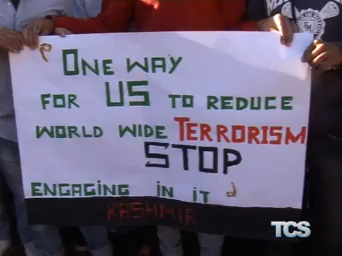 ONE WAY
FOR US TO REDUCE
WORLD WIDE TERRORISM
STOP
ENGAGING IN IT
KASHMIR
TCS